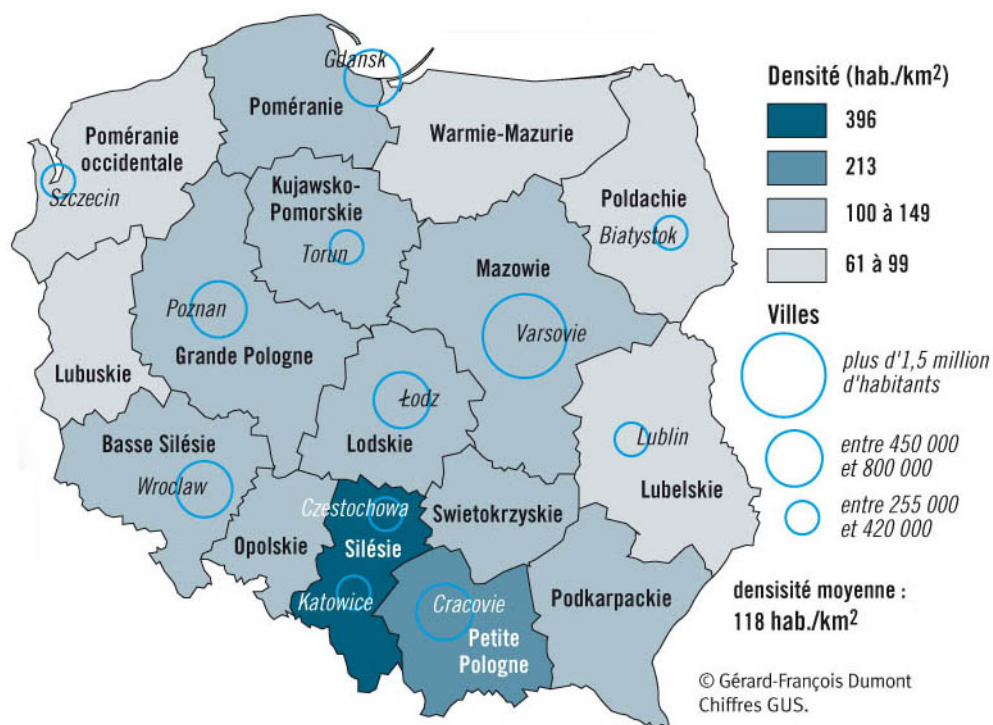 Gdansk
Poméranie
Warmie-Mazurie
Poméranie
occidentale
Szczecin
Kujawsko-
Pomorskie
Torun
Poldachie
Biatystok
Mazowie
Varsovie
Poznan
Grande Pologne
Lubuskie
Łodz
Lodskie
Basse Silésie
Wroclaw
Lublin
Lubelskie
Czestochowa
Silésie
Katowice
Opolskie
Swietokrzyskie
Cracovie
Petite
Pologne
Podkarpackie
Densité (hab./km²)
396
213
100 à 149
61 à 99
Villes
plus d'1,5 million
d'habitants
entre 450 000
et 800 000
entre 255 000
et 420 000
densisité moyenne :
118 hab./km²
© Gérard-François Dumont
Chiffres GUS.